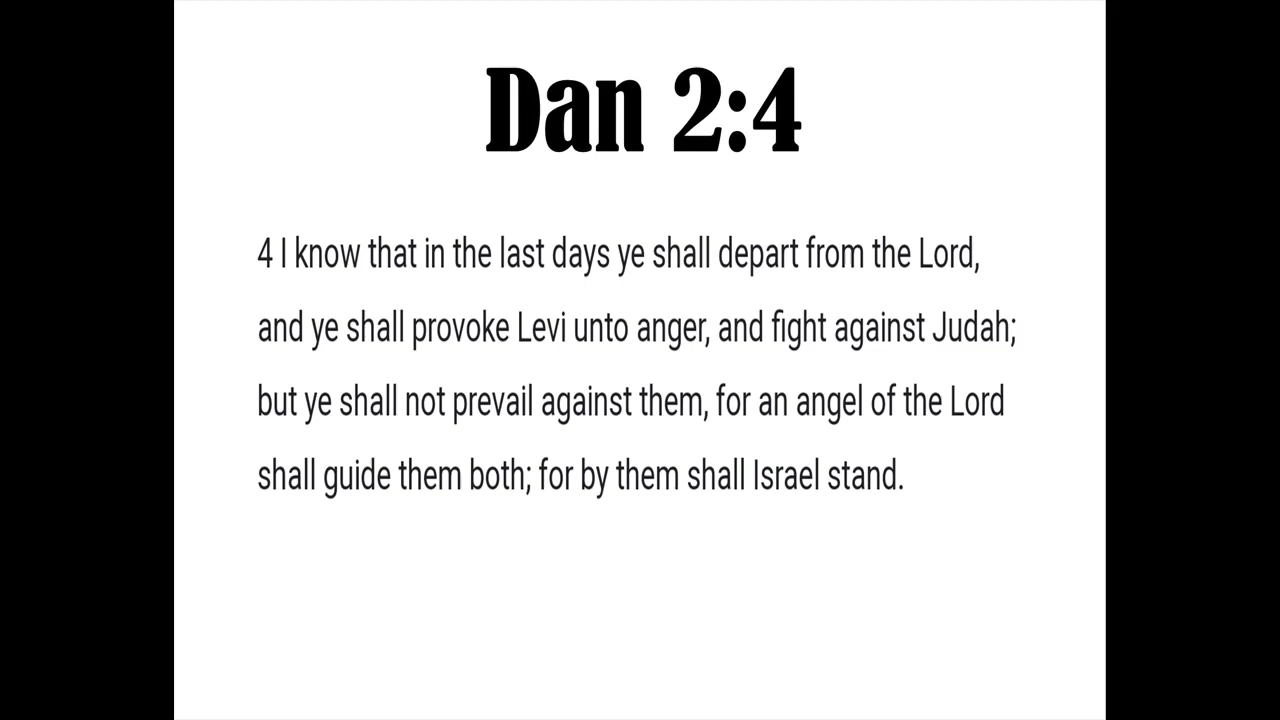 Dan 2:4
4 I know that in the last days ye shall depart from the Lord,
and ye shall provoke Levi unto anger, and fight against Judah;
but ye shall not prevail against them, for an angel of the Lord
shall guide them both; for by them shall Israel stand.